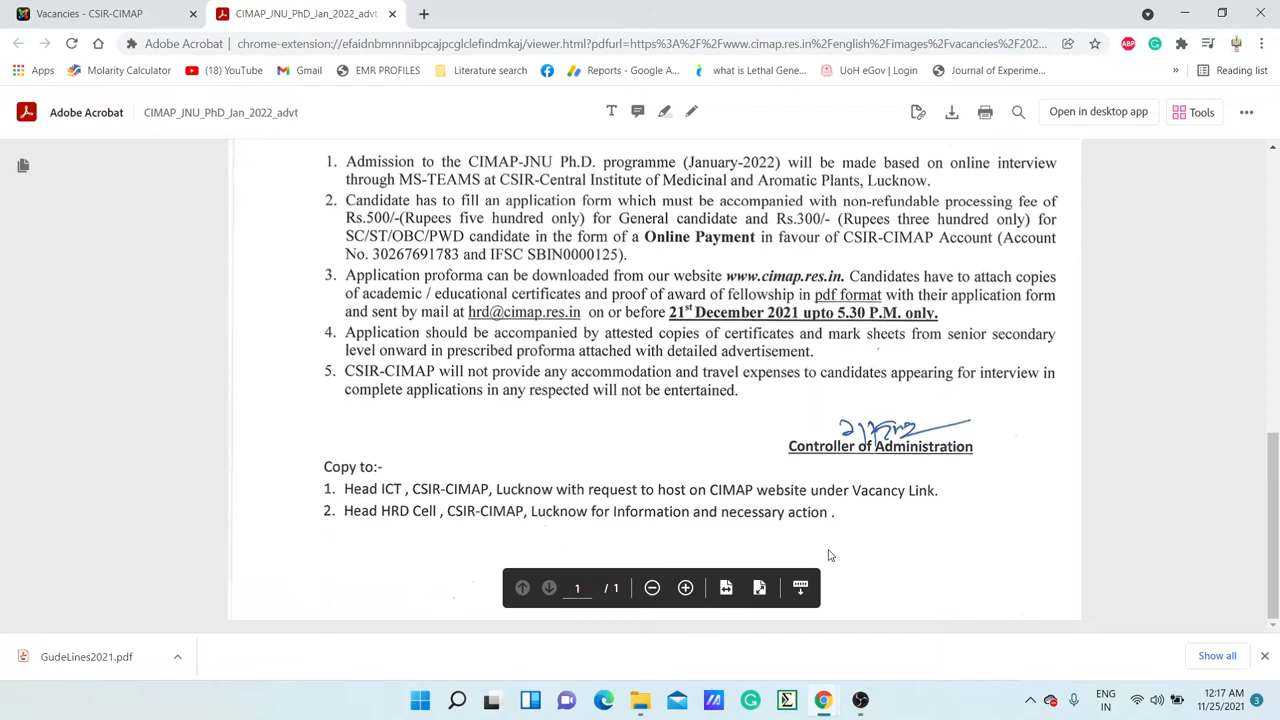 Vacancies - CSIR-CIMAP
CIMAP_JNU_PhD_Jan_2022_advt
Adobe Acrobat
chrome-extension://efaidnbmnnnibpcajpcglclefindmkaj/viewer.html?pdfurl=https%3A%2F%2Fwww.cimap.res.in%2Fenglish%2Fimages%2Fvacancies%2F202...
Apps
Molarity Calculator
(18) YouTube
Gmail
EMR PROFILES
Literature search
Reports - Google A...
what is Lethal Gene...
UoH eGov | Login
Journal of Experime...
»
Reading list
Adobe Acrobat
CIMAP_JNU_PhD_Jan_2022_advt
Open in desktop app
Tools
1. Admission to the CIMAP-JNU Ph.D. programme (January-2022) will be made based on online interview
through MS-TEAMS at CSIR-Central Institute of Medicinal and Aromatic Plants, Lucknow.
2. Candidate has to fill an application form which must be accompanied with non-refundable processing fee of
Rs.500/-(Rupees five hundred only) for General candidate and Rs.300/- (Rupees three hundred only) for
SC/ST/OBC/PWD candidate in the form of a Online Payment in favour of CSIR-CIMAP Account (Account
No. 30267691783 and IFSC SBIN0000125).
3. Application proforma can be downloaded from our website www.cimap.res.in. Candidates have to attach copies
of academic / educational certificates and proof of award of fellowship in pdf format with their application form
and sent by mail at hrd@cimap.res.in on or before 21st December 2021 upto 5.30 P.M. only.
4. Application should be accompanied by attested copies of certificates and mark sheets from senior secondary
level onward in prescribed proforma attached with detailed advertisement.
5. CSIR-CIMAP will not provide any accommodation and travel expenses to candidates appearing for interview in
complete applications in any respected will not be entertained.
Controller of Administration
Copy to:-
1. Head ICT , CSIR-CIMAP, Lucknow with request to host on CIMAP website under Vacancy Link.
2. Head HRD Cell , CSIR-CIMAP, Lucknow for Information and necessary action .
1 / 1
GudeLines2021.pdf
Show all
ENG
IN
12:17 AM
11/25/2021
3